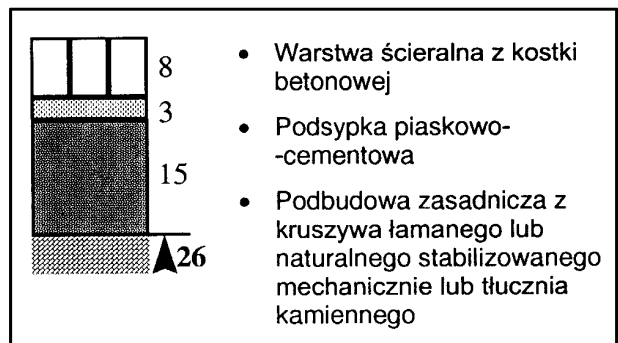 8
3
15
26
• Warstwa ścieralna z kostki
betonowej
• Podsypka piaskowo-
-cementowa
• Podbudowa zasadnicza z
kruszywa łamanego lub
naturalnego stabilizowanego
mechanicznie lub tłucznia
kamiennego